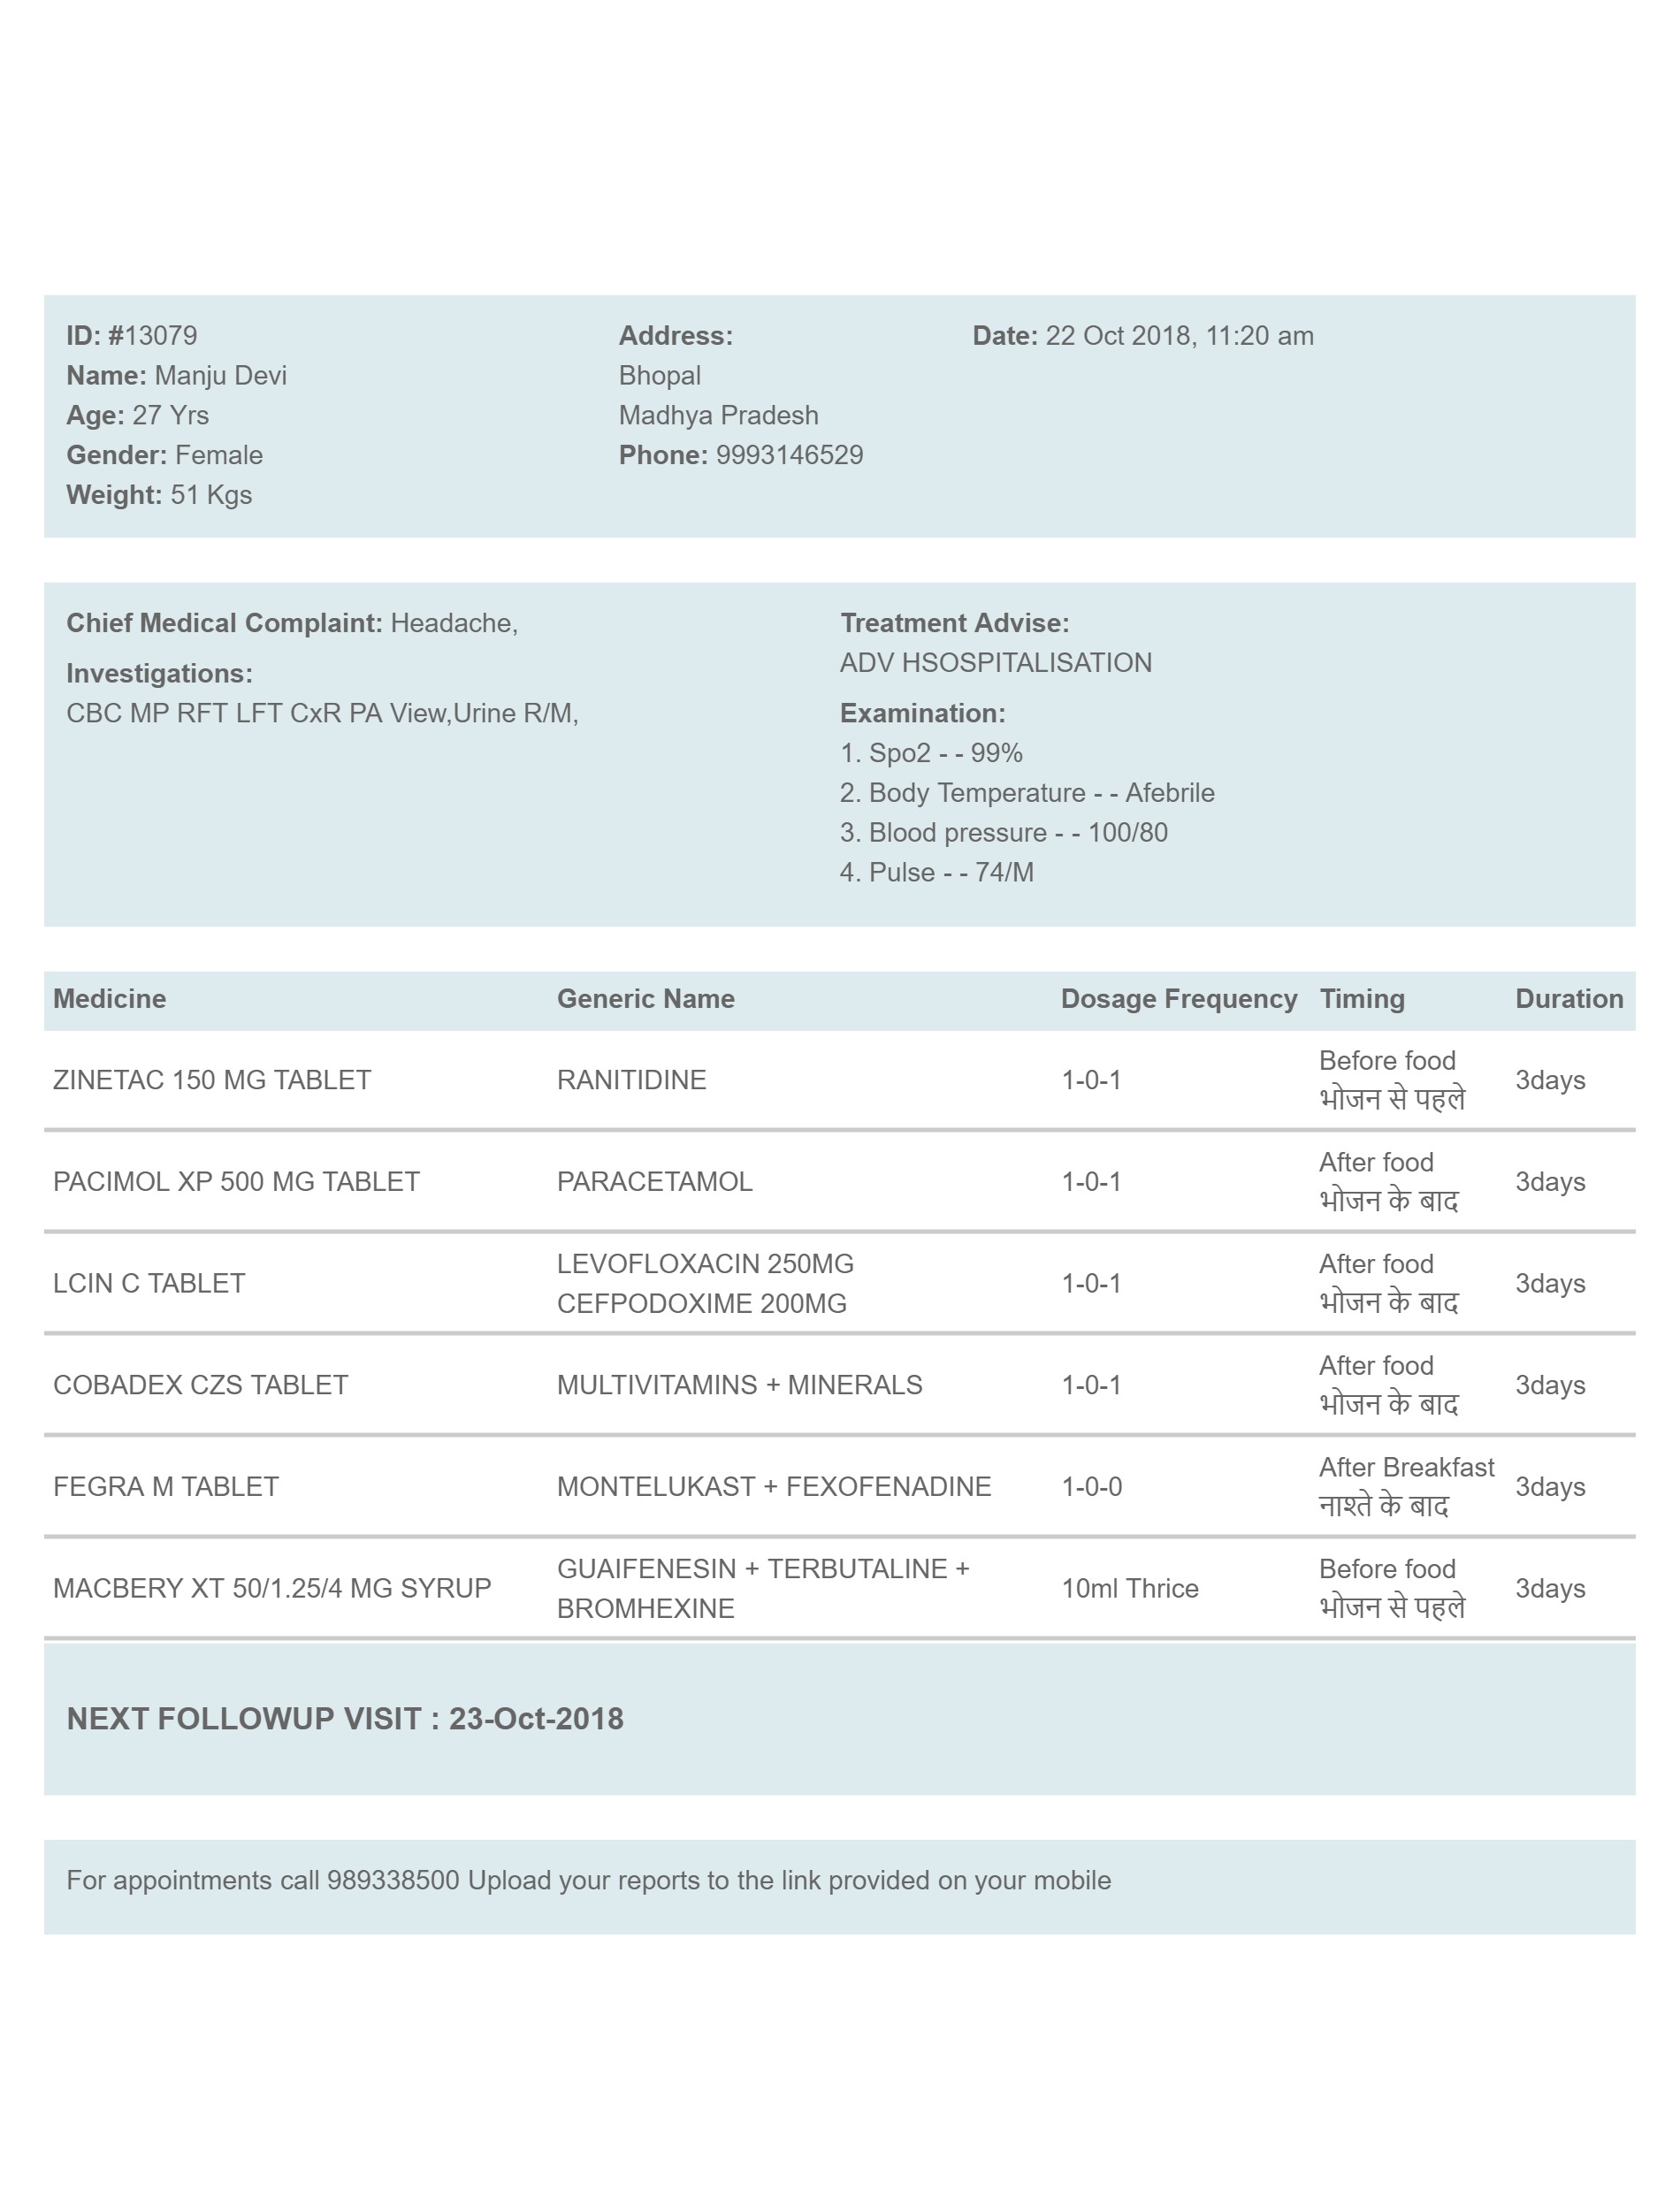 ID: #13079
Name: Manju Devi
Age: 27 Yrs
Gender: Female
Weight: 51 Kgs
Address:
Bhopal
Madhya Pradesh
Phone: 9993146529
Date: 22 Oct 2018, 11:20 am
Chief Medical Complaint: Headache,
Investigations:
CBC MP RFT LFT CxR PA View,Urine R/M,
Treatment Advise:
ADV HSOSPITALISATION
Examination:
1. Spo2 - - 99%
2. Body Temperature - - Afebrile
3. Blood pressure - - 100/80
4. Pulse - - 74/M
Medicine Generic Name Dosage Frequency Timing Duration
ZINETAC 150 MG TABLET RANITIDINE 1-0-1 Before food 3days
भोजन से पहले
PACIMOL XP 500 MG TABLET PARACETAMOL 1-0-1 After food 3days
भोजन के बाद
LCIN C TABLET LEVOFLOXACIN 250MG 1-0-1 After food 3days
CEFPODOXIME 200MG भोजन के बाद
COBADEX CZS TABLET MULTIVITAMINS + MINERALS 1-0-1 After food 3days
भोजन के बाद
FEGRA M TABLET MONTELUKAST + FEXOFENADINE 1-0-0 After Breakfast 3days
नाश्ते के बाद
MACBERY XT 50/1.25/4 MG SYRUP GUAIFENESIN + TERBUTALINE + 10ml Thrice Before food 3days
BROMHEXINE भोजन से पहले
NEXT FOLLOWUP VISIT : 23-Oct-2018
For appointments call 989338500 Upload your reports to the link provided on your mobile